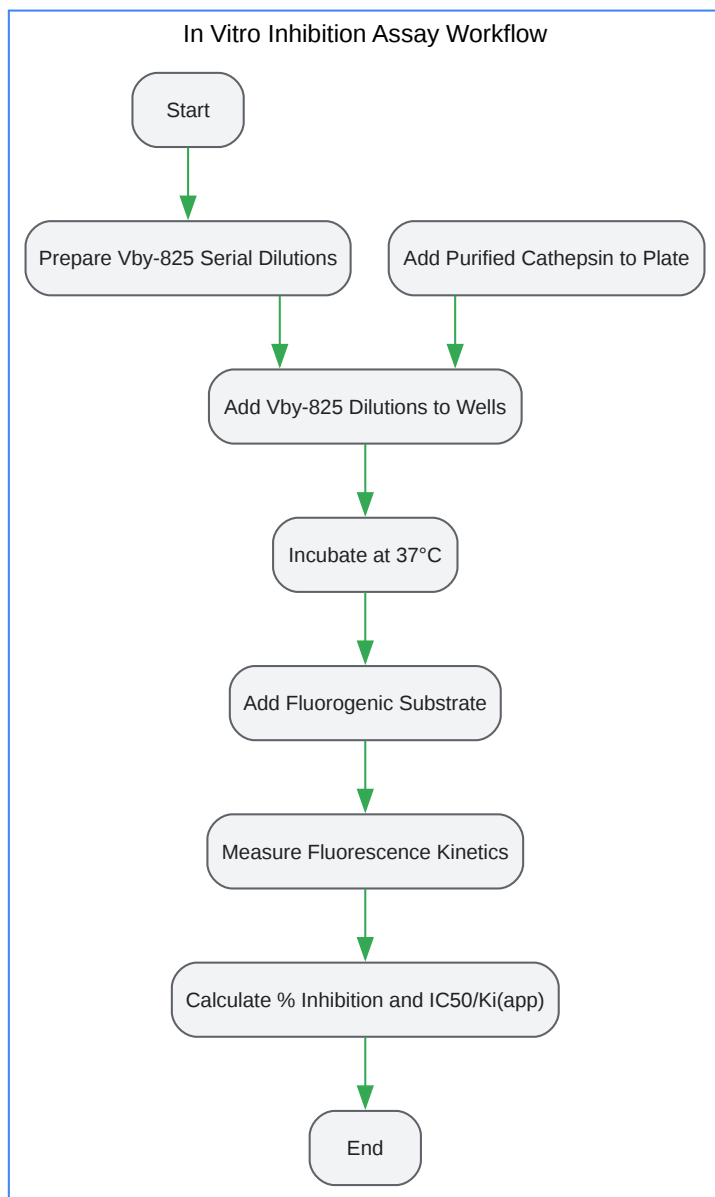 In Vitro Inhibition Assay Workflow
Start
Prepare Vby-825 Serial Dilutions
Add Purified Cathepsin to Plate
Add Vby-825 Dilutions to Wells
Incubate at 37°C
Add Fluorogenic Substrate
Measure Fluorescence Kinetics
Calculate % Inhibition and IC50/Ki(app)
End